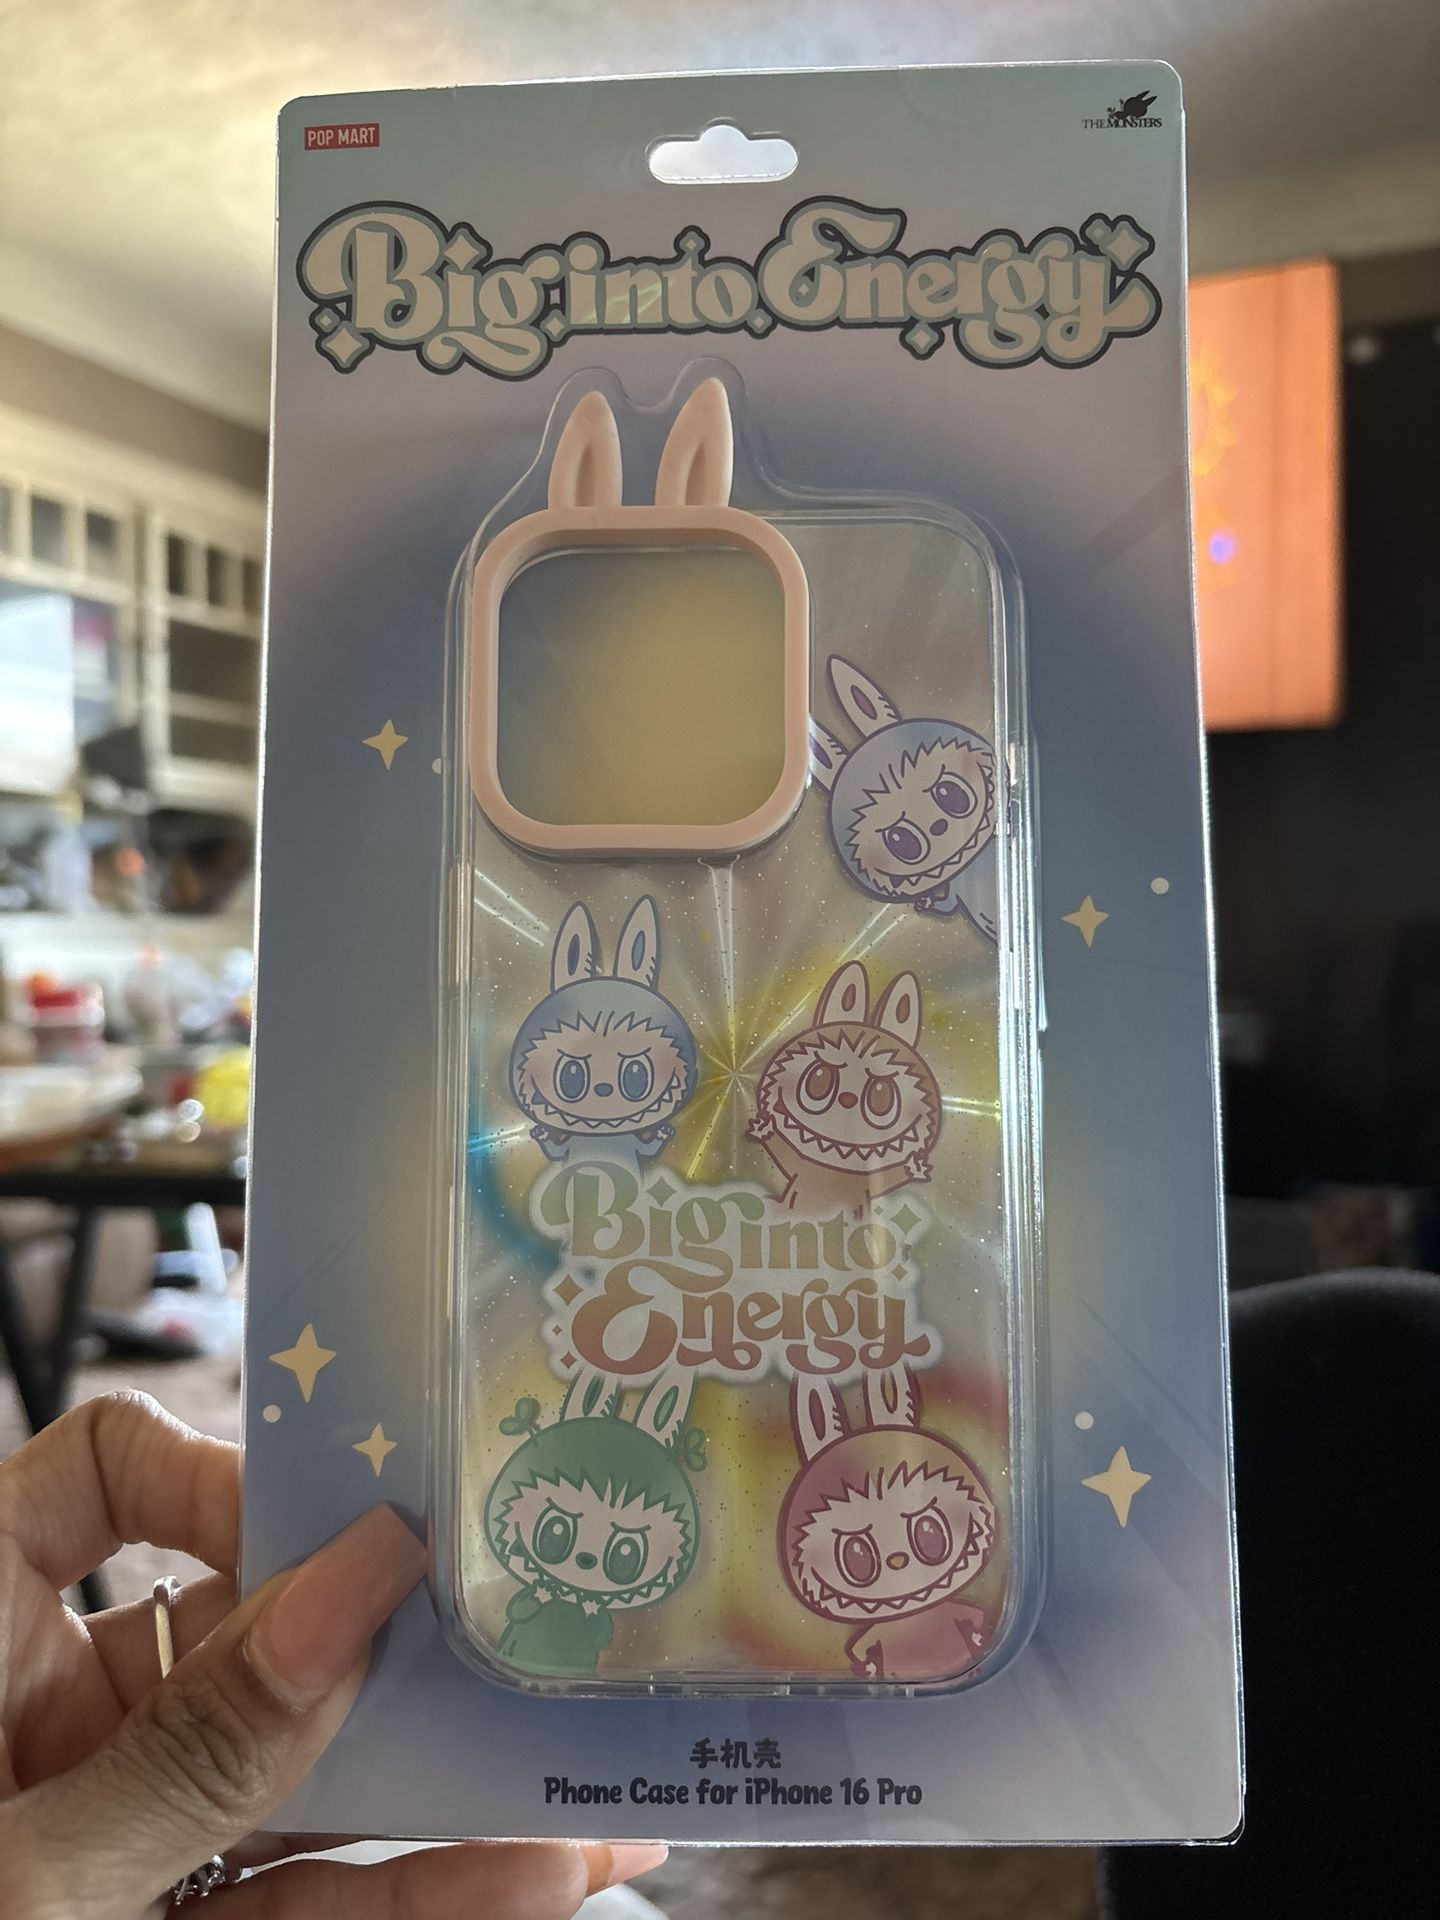 POP MART
THE MONSTERS
Big into Energy
Big into
Energy
手机壳
Phone Case for iPhone 16 Pro